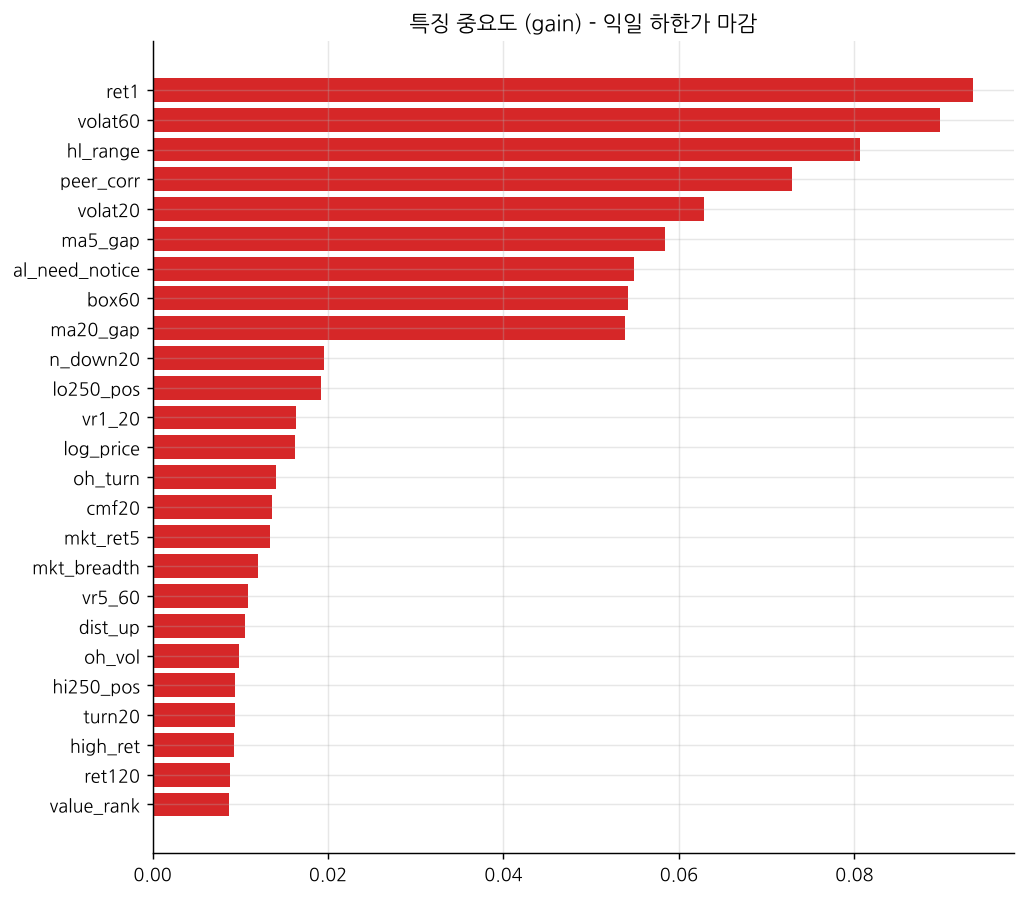 특징 중요도 (gain) - 익일 하한가 마감
ret1
volat60
hl_range
peer_corr
volat20
ma5_gap
al_need_notice
box60
ma20_gap
n_down20
lo250_pos
vr1_20
log_price
oh_turn
cmf20
mkt_ret5
mkt_breadth
vr5_60
dist_up
oh_vol
hi250_pos
turn20
high_ret
ret120
value_rank
0.00 0.02 0.04 0.06 0.08